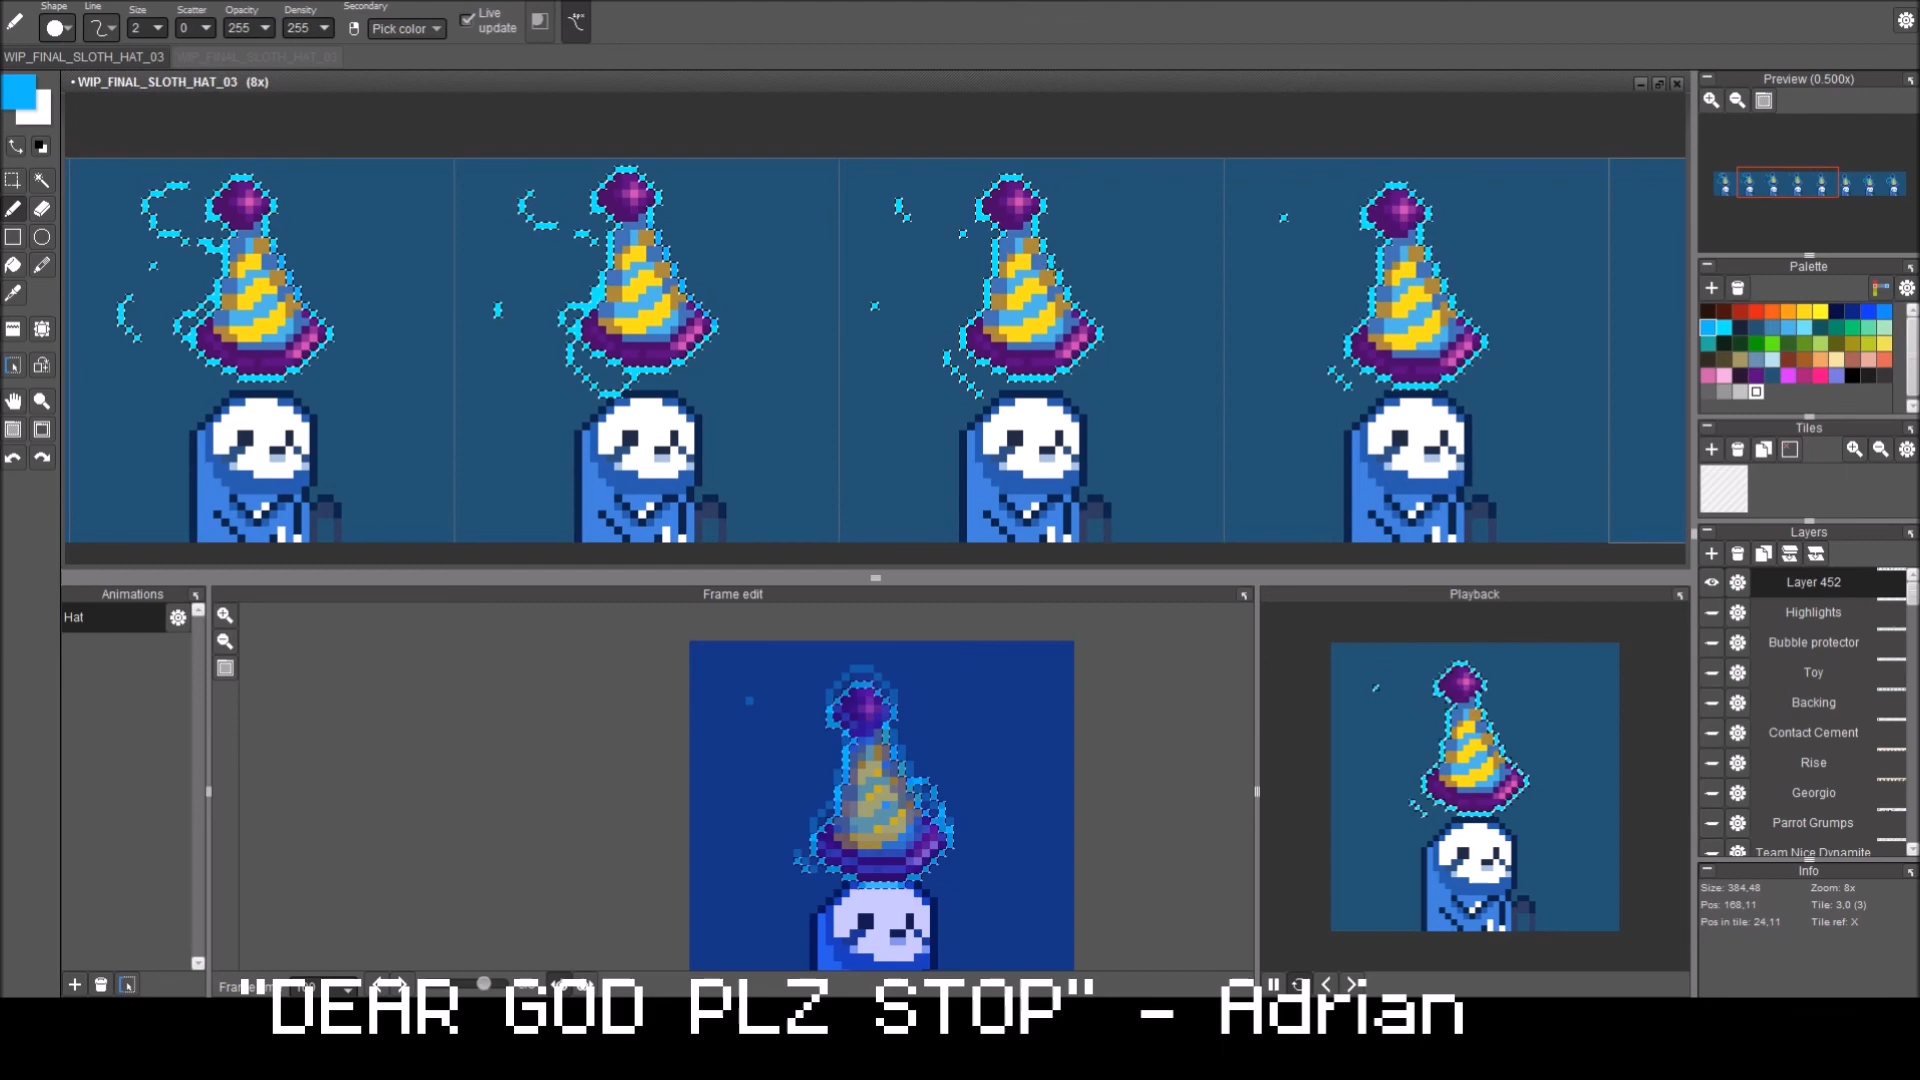 Shape Line Size Scatter Opacity Density Secondary
2 0 255 255 Pick color Live update
WIP_FINAL_SLOTH_HAT_03 WIP_FINAL_SLOTH_HAT_03
• WIP_FINAL_SLOTH_HAT_03 (8x)
Preview (0.500x)
Palette
Tiles
Layers
Layer 452
Highlights
Bubble protector
Toy
Backing
Contact Cement
Rise
Georgio
Parrot Grumps
Team Nice Dynamite
Info
Size: 384,48 Zoom: 8x
Pos: 168,11 Tile: 3,0 (3)
Pos in tile: 24,11 Tile ref: X
Animations
Hat
Frame edit
Playback
"DEAR GOD PLZ STOP" - Adrian